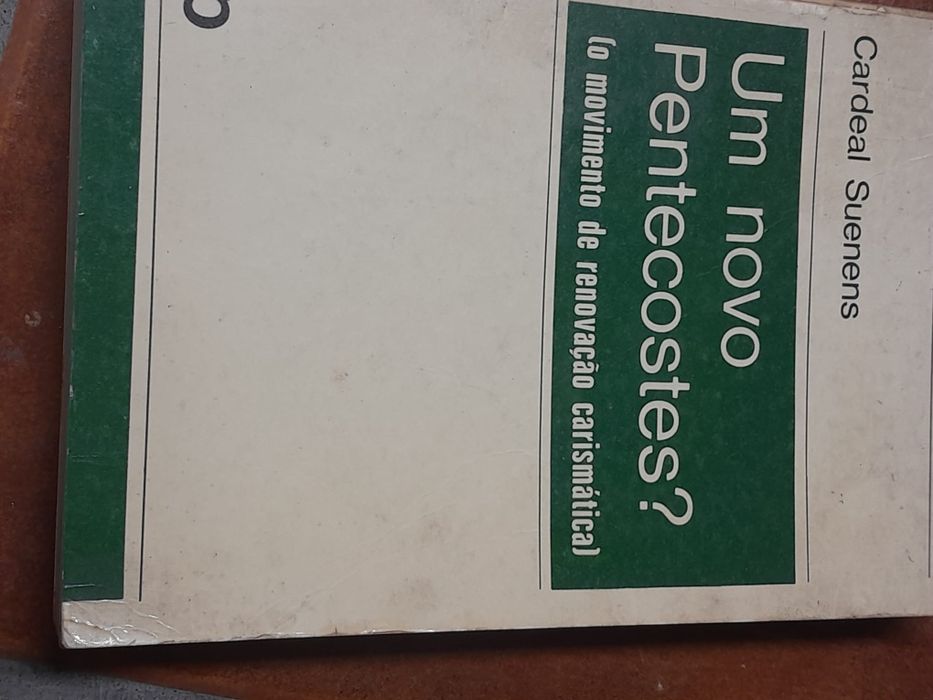 Cardeal Suenens
Um novo
Pentecostes?
(o movimento de renovação carismática)